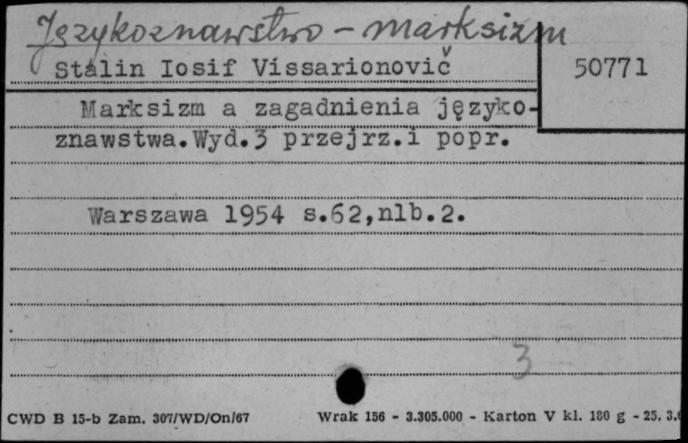 Językoznawstwo - marksizm
Stalin Iosif Vissarionovič
50771
Marksizm a zagadnienia języko-
znawstwa.Wyd.3 przejrz.i popr.
Warszawa 1954 s.62,nlb.2.
3
CWD B 15-b Zam. 307/WD/On/67 Wrak 156 - 3.305.000 - Karton V kl. 180 g - 25. 3.